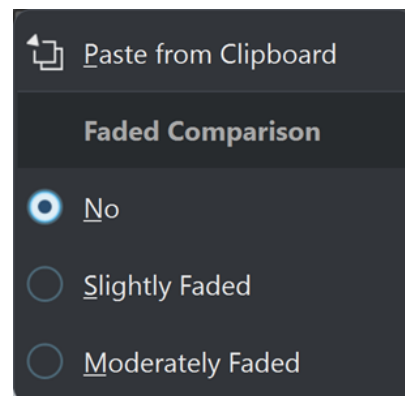 Paste from Clipboard
Faded Comparison
No
Slightly Faded
Moderately Faded